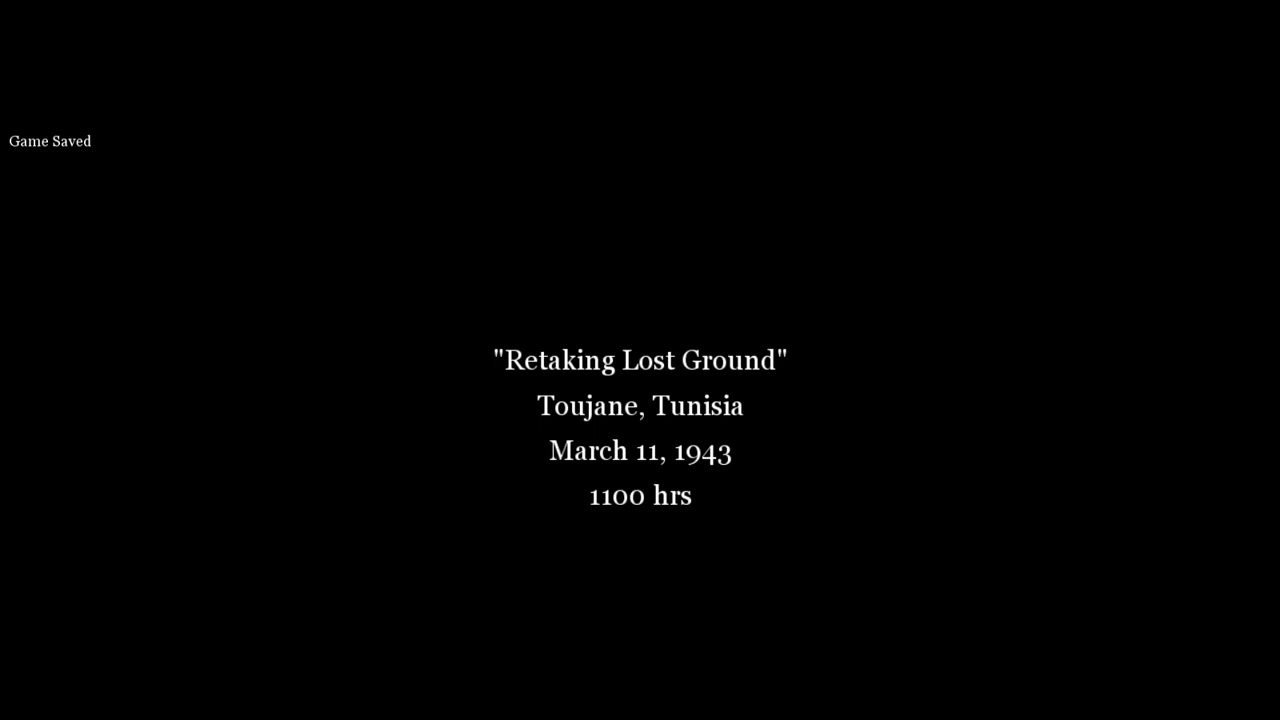 Game Saved
"Retaking Lost Ground"
Toujane, Tunisia
March 11, 1943
1100 hrs